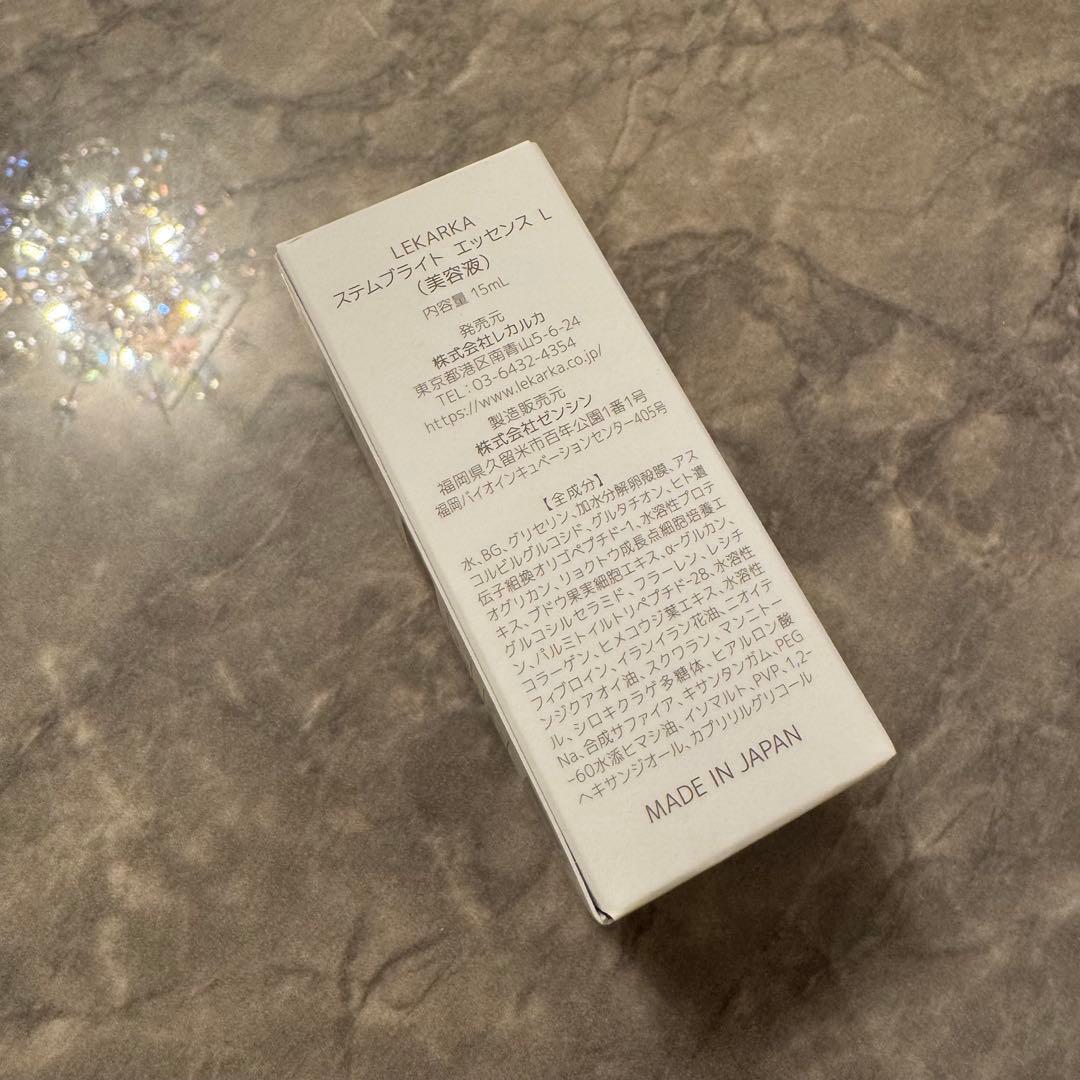 LEKARKA
ステムブライト エッセンス L
（美容液）
内容量 15mL
発売元
株式会社レカルカ
東京都港区南青山5-6-24
TEL：03-6432-4354
https://www.lekarka.co.jp/
製造販売元
株式会社ゼンシン
福岡県久留米市百年公園1番1号
福岡バイオインキュベーションセンター405号
【全成分】
水、BG、グリセリン、加水分解卵殻膜、アス
コルビルグルコシド、グルタチオン、ヒト遺
伝子組換オリゴペプチド-1、水溶性プロテ
オグリカン、リョクトウ成長点細胞培養エ
キス、ブドウ果実細胞エキス、α-グルカン、
グルコシルセラミド、フラーレン、レシチ
ン、パルミトイルトリペプチド-28、水溶性
コラーゲン、ヒメコウジ葉エキス、水溶性
フィブロイン、イランイラン花油、ニオイテ
ンジクアオイ油、スクワラン、マンニトー
ル、シロキクラゲ多糖体、ヒアルロン酸
Na、合成サファイア、キサンタンガム、PEG
-60水添ヒマシ油、イソマルト、PVP、1,2-
ヘキサンジオール、カプリリルグリコール
MADE IN JAPAN